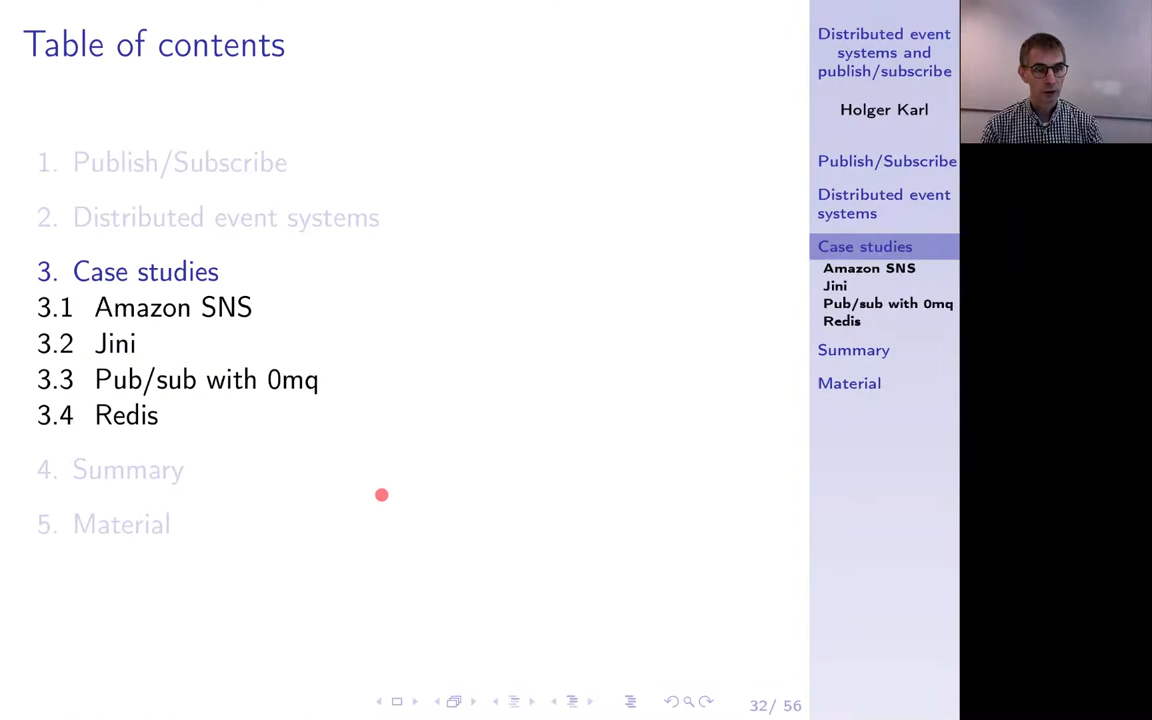 Table of contents
1. Publish/Subscribe
2. Distributed event systems
3. Case studies
3.1 Amazon SNS
3.2 Jini
3.3 Pub/sub with 0mq
3.4 Redis
4. Summary
5. Material
32/ 56
Distributed event
systems and
publish/subscribe
Holger Karl
Publish/Subscribe
Distributed event
systems
Case studies
Amazon SNS
Jini
Pub/sub with 0mq
Redis
Summary
Material